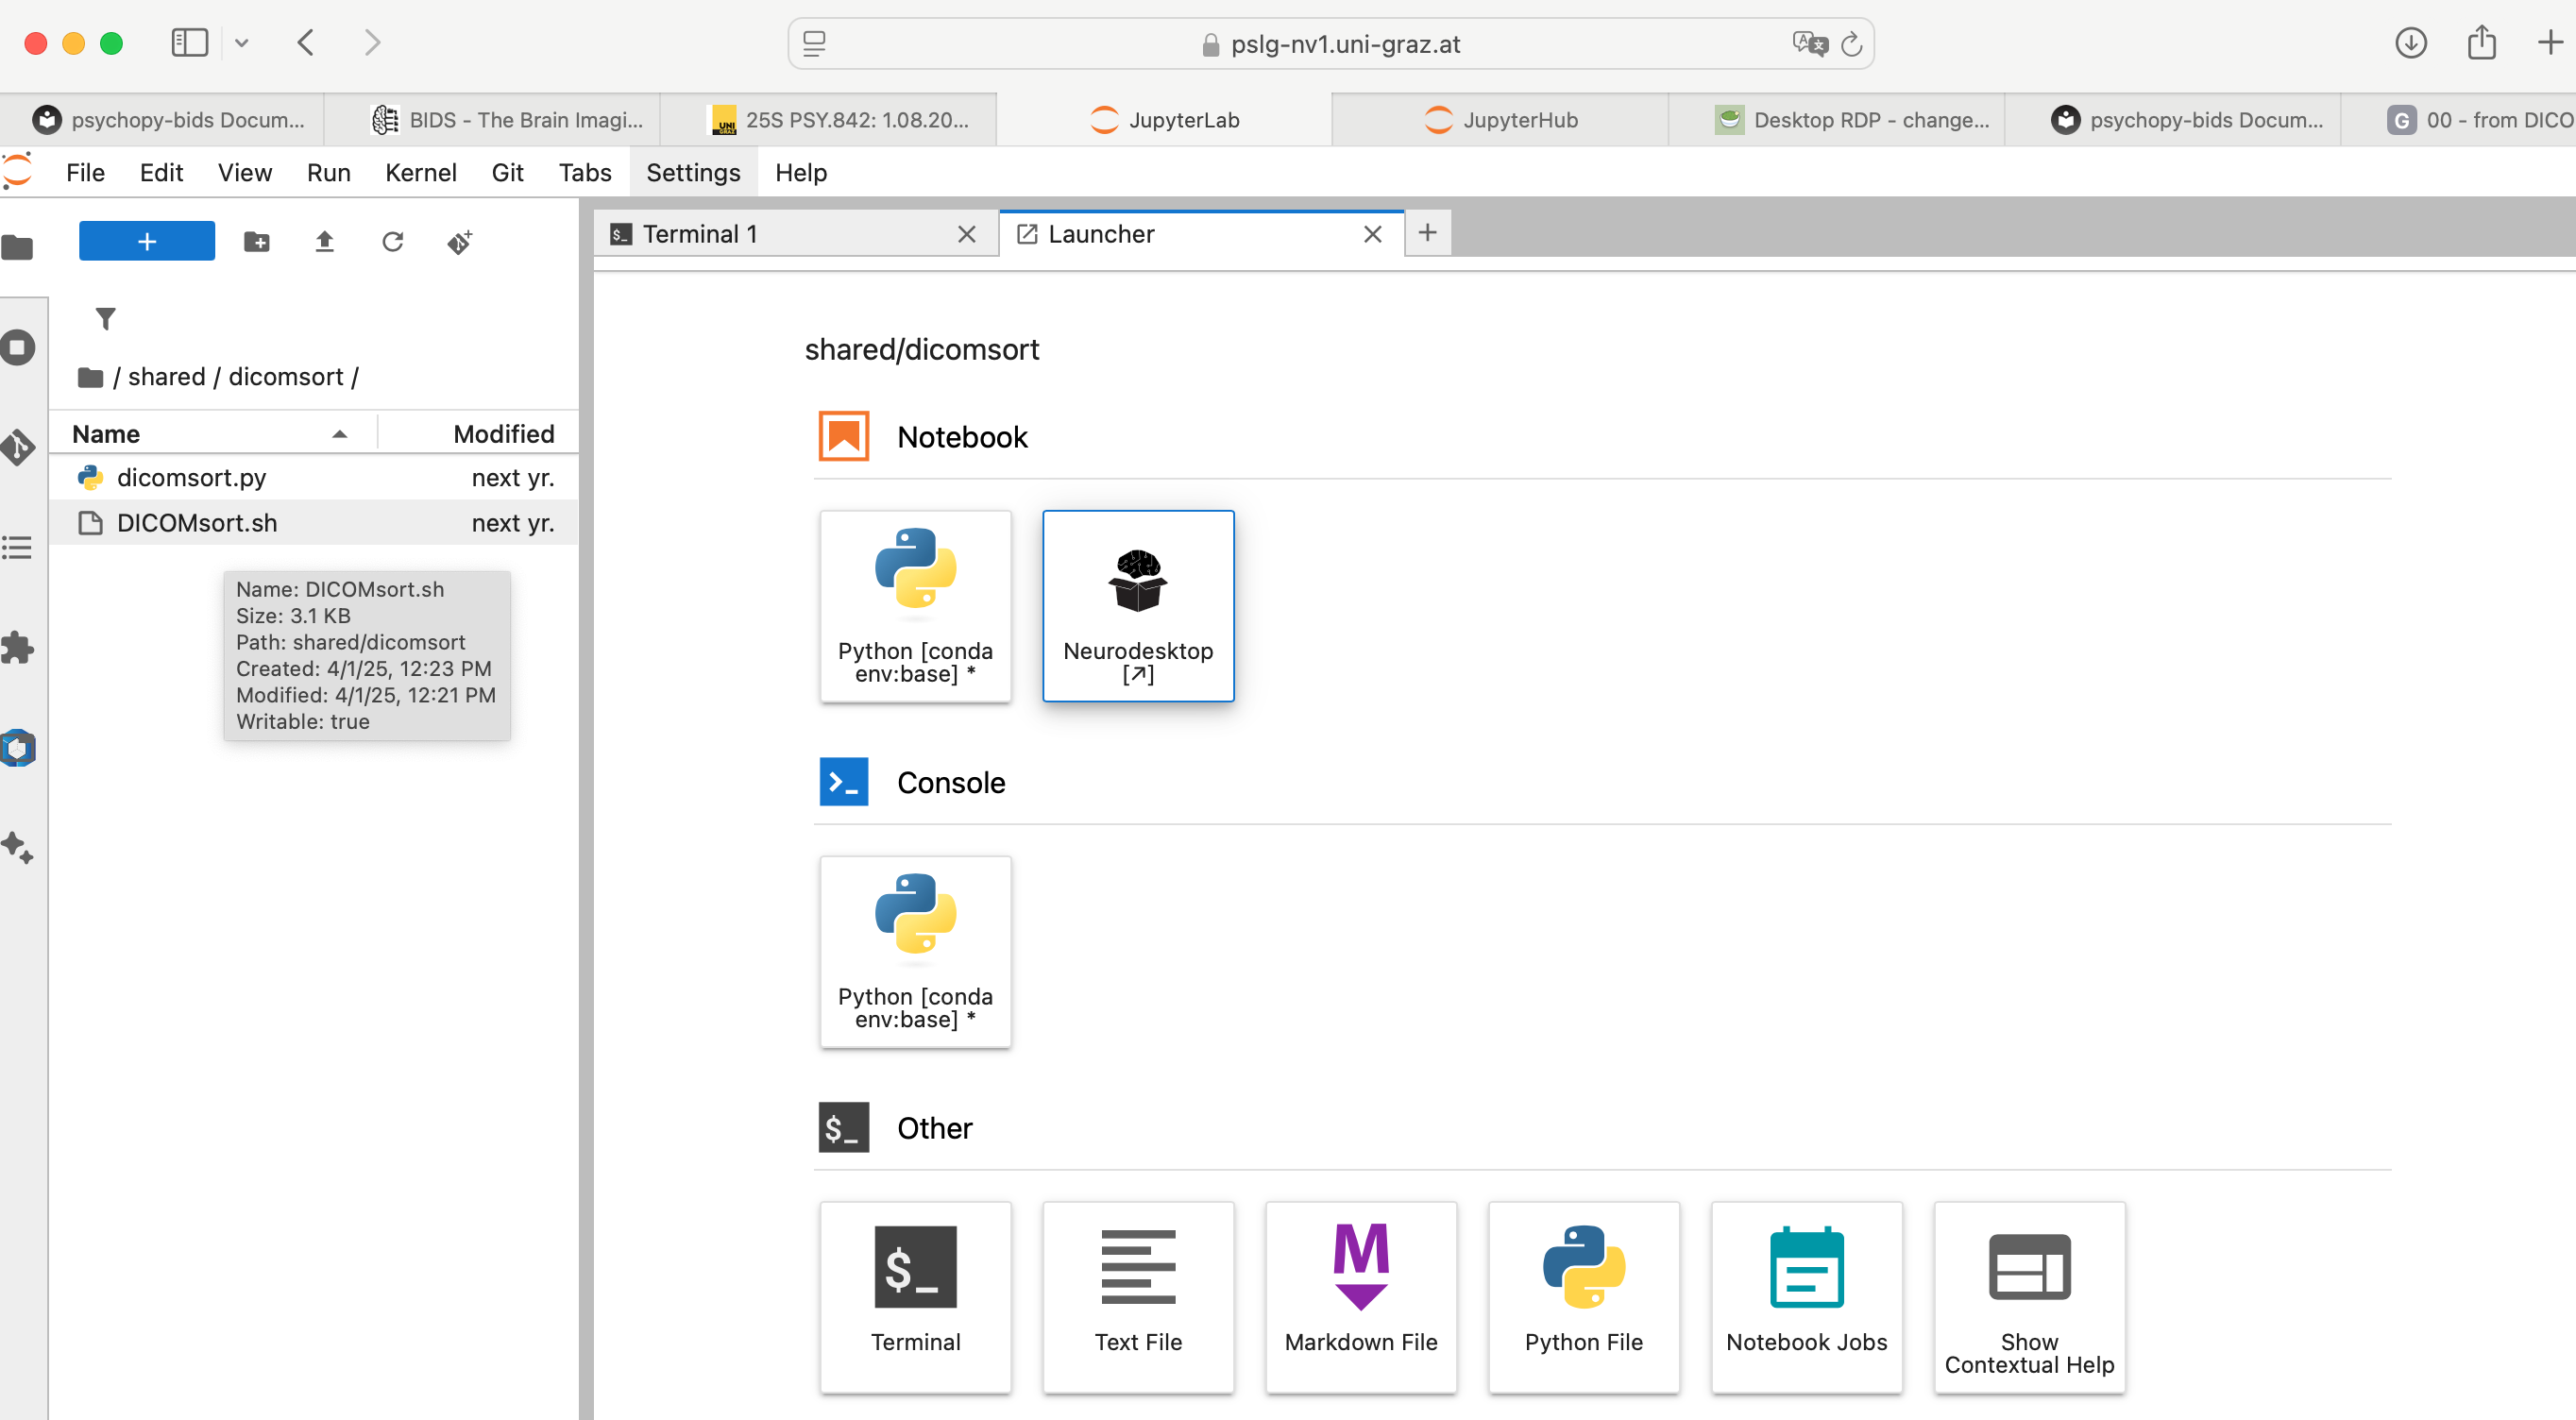 pslg-nv1.uni-graz.at
psychopy-bids Docum...
BIDS - The Brain Imagi...
UNI GRAZ
25S PSY.842: 1.08.20...
JupyterLab
JupyterHub
Desktop RDP - change...
psychopy-bids Docum...
G
00 - from DICO
File Edit View Run Kernel Git Tabs Settings Help
$_ Terminal 1
Launcher
/ shared / dicomsort /
Name Modified
dicomsort.py next yr.
DICOMsort.sh next yr.
Name: DICOMsort.sh
Size: 3.1 KB
Path: shared/dicomsort
Created: 4/1/25, 12:23 PM
Modified: 4/1/25, 12:21 PM
Writable: true
shared/dicomsort
Notebook
Python [conda
env:base] *
Neurodesktop
[↗]
Console
Python [conda
env:base] *
$_ Other
$_
Terminal
Text File
M
Markdown File
Python File
Notebook Jobs
Show
Contextual Help